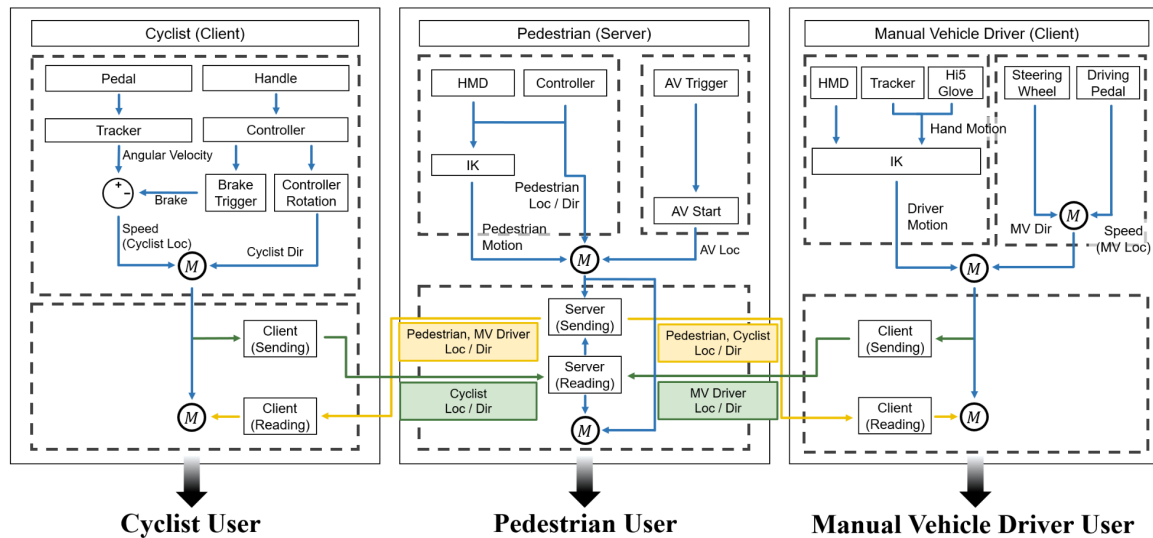 Cyclist (Client)
Pedal
Handle
Tracker
Controller
Angular Velocity
+
-
Brake
Brake
Trigger
Controller
Rotation
Speed
(Cyclist Loc)
Cyclist Dir
M
Client
(Sending)
M
Client
(Reading)
Cyclist User
Pedestrian (Server)
HMD
Controller
AV Trigger
IK
Pedestrian
Loc / Dir
AV Start
Pedestrian
Motion
AV Loc
M
Server
(Sending)
Pedestrian, MV Driver
Loc / Dir
Pedestrian, Cyclist
Loc / Dir
Server
(Reading)
Cyclist
Loc / Dir
MV Driver
Loc / Dir
M
Pedestrian User
Manual Vehicle Driver (Client)
HMD
Tracker
Hi5
Glove
Steering
Wheel
Driving
Pedal
Hand Motion
IK
Driver
Motion
MV Dir
M
Speed
(MV Loc)
M
Client
(Sending)
Client
(Reading)
M
Manual Vehicle Driver User